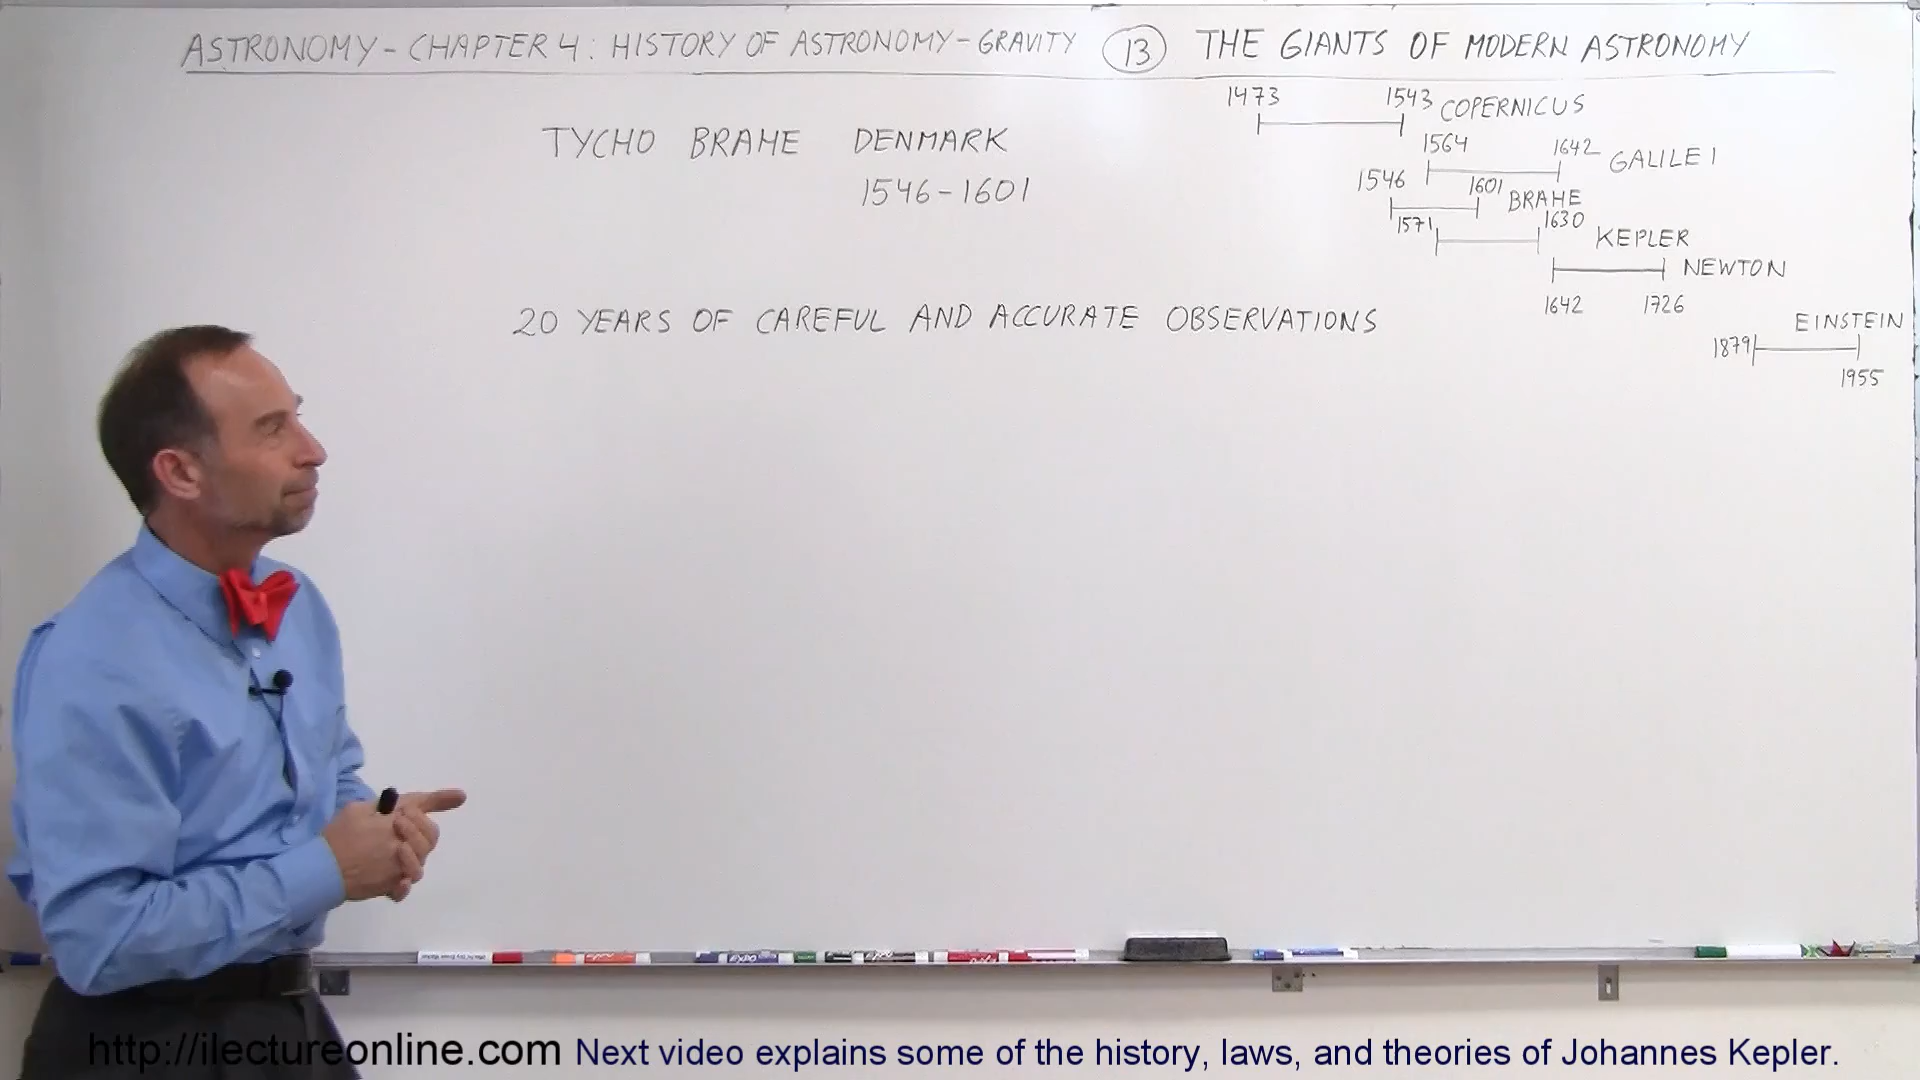 ASTRONOMY - CHAPTER 4: HISTORY OF ASTRONOMY - GRAVITY 13 THE GIANTS OF MODERN ASTRONOMY
TYCHO BRAHE DENMARK
1546 - 1601
20 YEARS OF CAREFUL AND ACCURATE OBSERVATIONS
1473 1543 COPERNICUS
1564 1642 GALILEI
1546 1601 BRAHE
1571 1630 KEPLER
NEWTON
1642 1726
EINSTEIN
1879
1955
EXPO
EXPO
http://ilectureonline.com Next video explains some of the history, laws, and theories of Johannes Kepler.